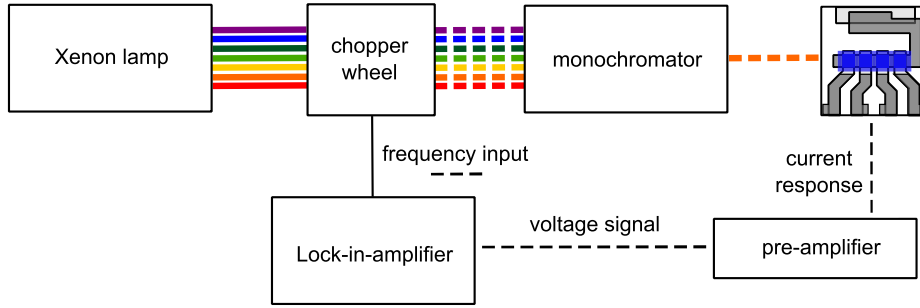 Xenon lamp
chopper
wheel
monochromator
frequency input
current
response
Lock-in-amplifier
voltage signal
pre-amplifier